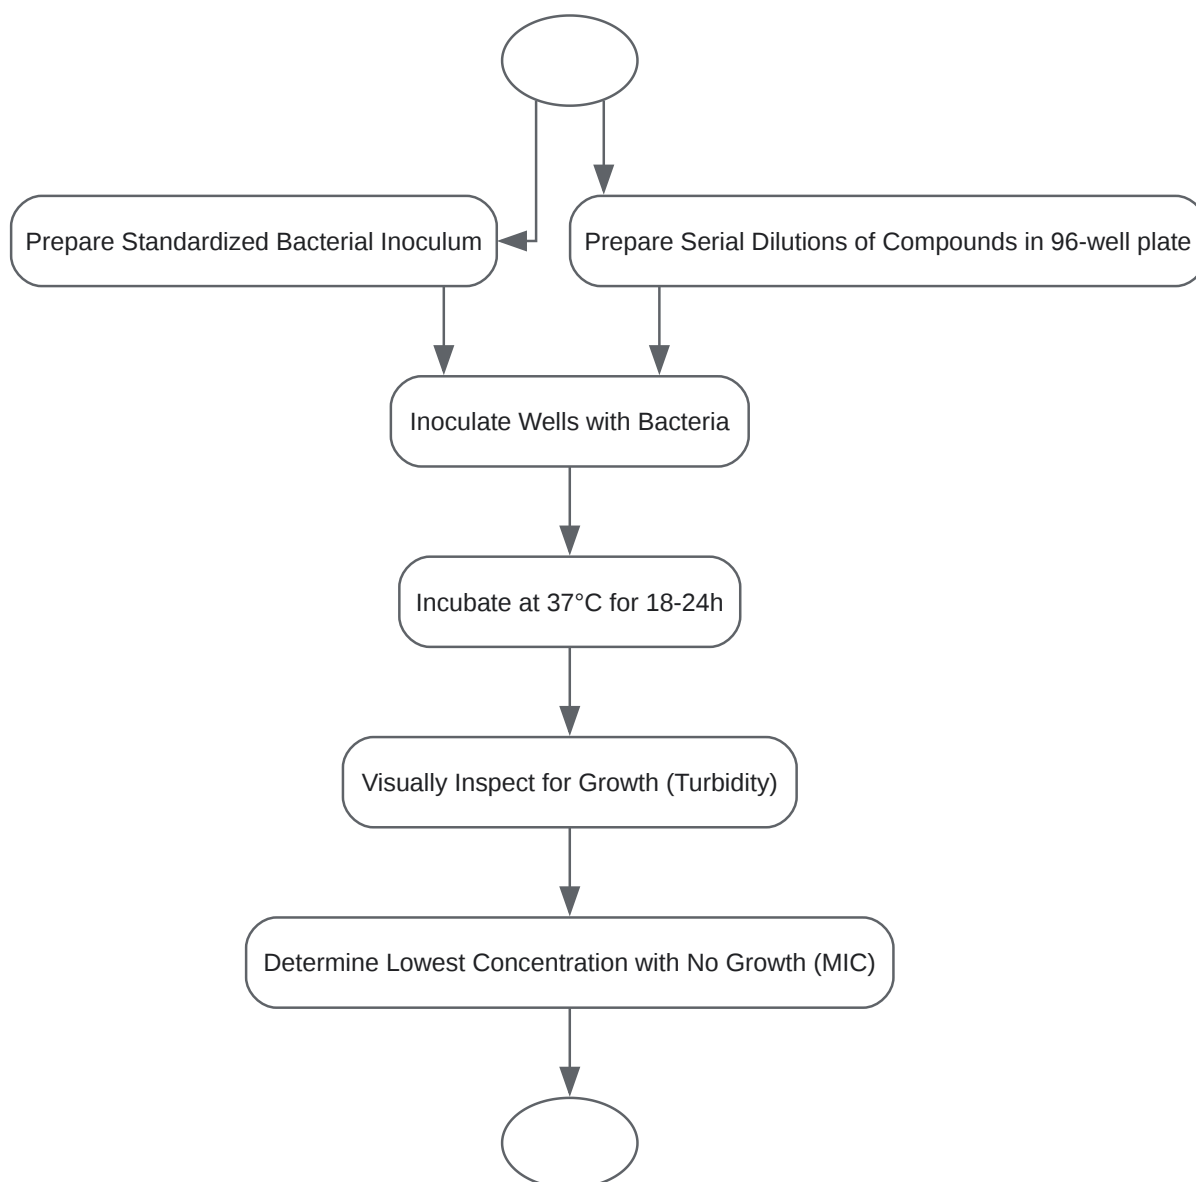 Prepare Standardized Bacterial Inoculum
Prepare Serial Dilutions of Compounds in 96-well plate
Inoculate Wells with Bacteria
Incubate at 37°C for 18-24h
Visually Inspect for Growth (Turbidity)
Determine Lowest Concentration with No Growth (MIC)